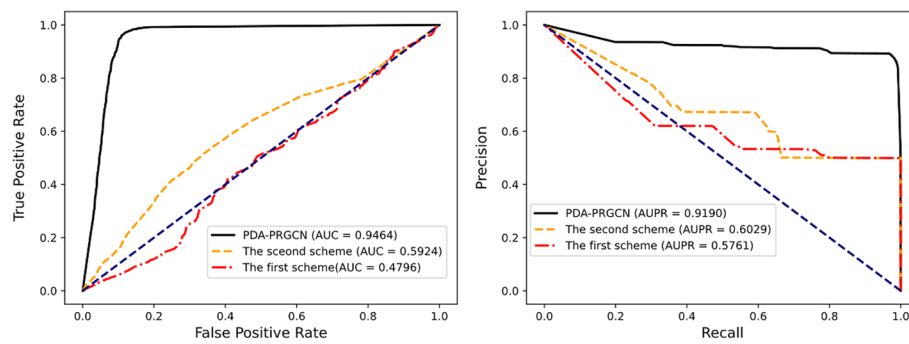 1.0
0.8
0.6
0.4
0.2
0.0
True Positive Rate
PDA-PRGCN (AUC = 0.9464)
The second scheme (AUC = 0.5924)
The first scheme(AUC = 0.4796)
0.0 0.2 0.4 0.6 0.8 1.0
False Positive Rate
1.0
0.8
0.6
0.4
0.2
0.0
Precision
PDA-PRGCN (AUPR = 0.9190)
The second scheme (AUPR = 0.6029)
The first scheme (AUPR = 0.5761)
0.0 0.2 0.4 0.6 0.8 1.0
Recall